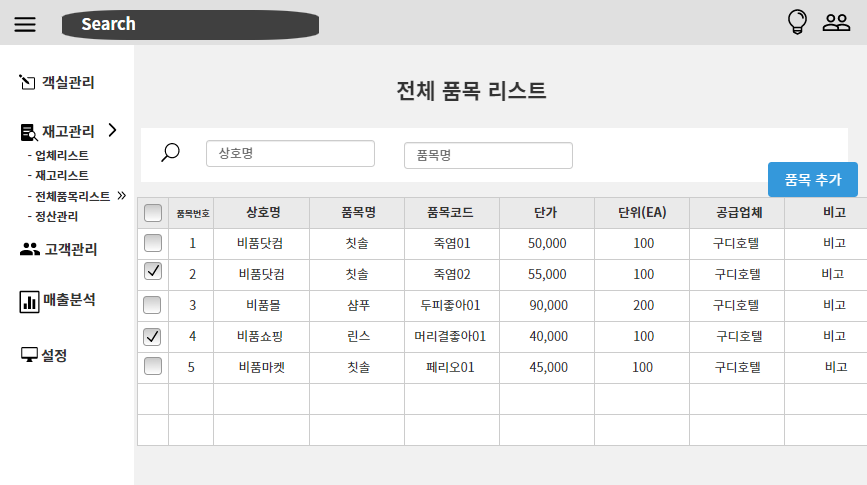 Search
객실관리
재고관리
- 업체리스트
- 재고리스트
- 전체품목리스트
- 정산관리
고객관리
매출분석
설정
전체 품목 리스트
상호명 품목명
품목 추가
품목번호 상호명 품목명 품목코드 단가 단위(EA) 공급업체 비고
1 비품닷컴 칫솔 죽염01 50,000 100 구디호텔 비고
2 비품닷컴 칫솔 죽염02 55,000 100 구디호텔 비고
3 비품몰 샴푸 두피좋아01 90,000 200 구디호텔 비고
4 비품쇼핑 린스 머리결좋아01 40,000 100 구디호텔 비고
5 비품마켓 칫솔 페리오01 45,000 100 구디호텔 비고